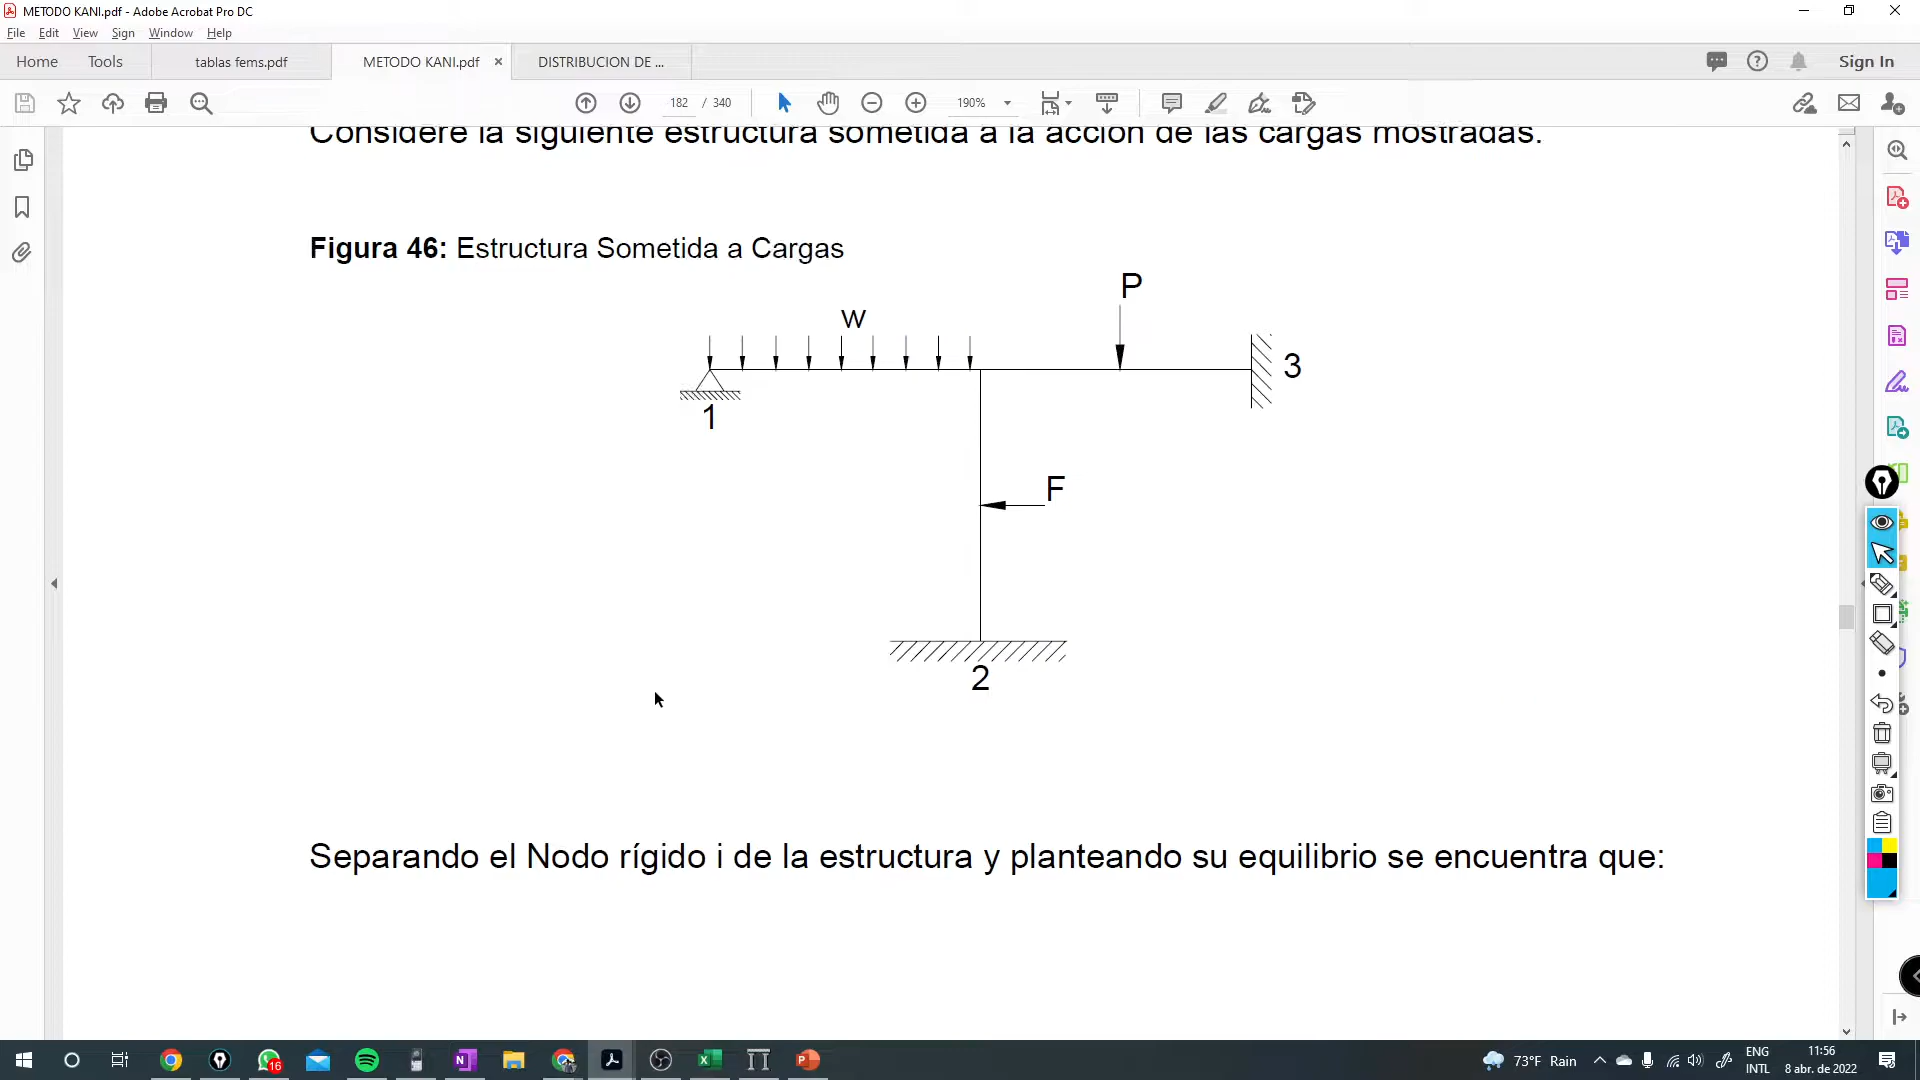 METODO KANI.pdf - Adobe Acrobat Pro DC
File Edit View Sign Window Help
Home Tools tablas fems.pdf METODO KANI.pdf × DISTRIBUCION DE ... Sign In
182 / 340 190%
Considere la siguiente estructura sometida a la acción de las cargas mostradas.
Figura 46: Estructura Sometida a Cargas
P
W
3
1
F
2
Separando el Nodo rígido i de la estructura y planteando su equilibrio se encuentra que:
16
73°F Rain
ENG
INTL
11:56
8 abr. de 2022